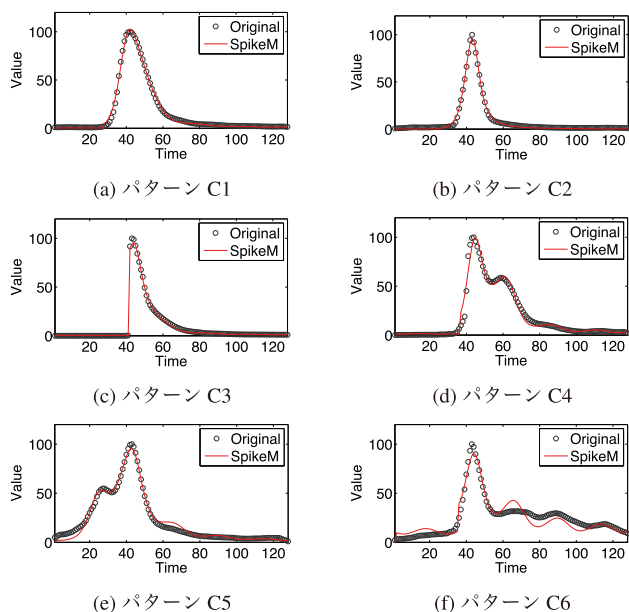 100
50
0
Value
20 40 60 80 100 120
Time
Original
SpikeM
(a) パターン C1
100
50
0
Value
20 40 60 80 100 120
Time
Original
SpikeM
(b) パターン C2
100
50
0
Value
20 40 60 80 100 120
Time
Original
SpikeM
(c) パターン C3
100
50
0
Value
20 40 60 80 100 120
Time
Original
SpikeM
(d) パターン C4
100
50
0
Value
20 40 60 80 100 120
Time
Original
SpikeM
(e) パターン C5
100
50
0
Value
20 40 60 80 100 120
Time
Original
SpikeM
(f) パターン C6